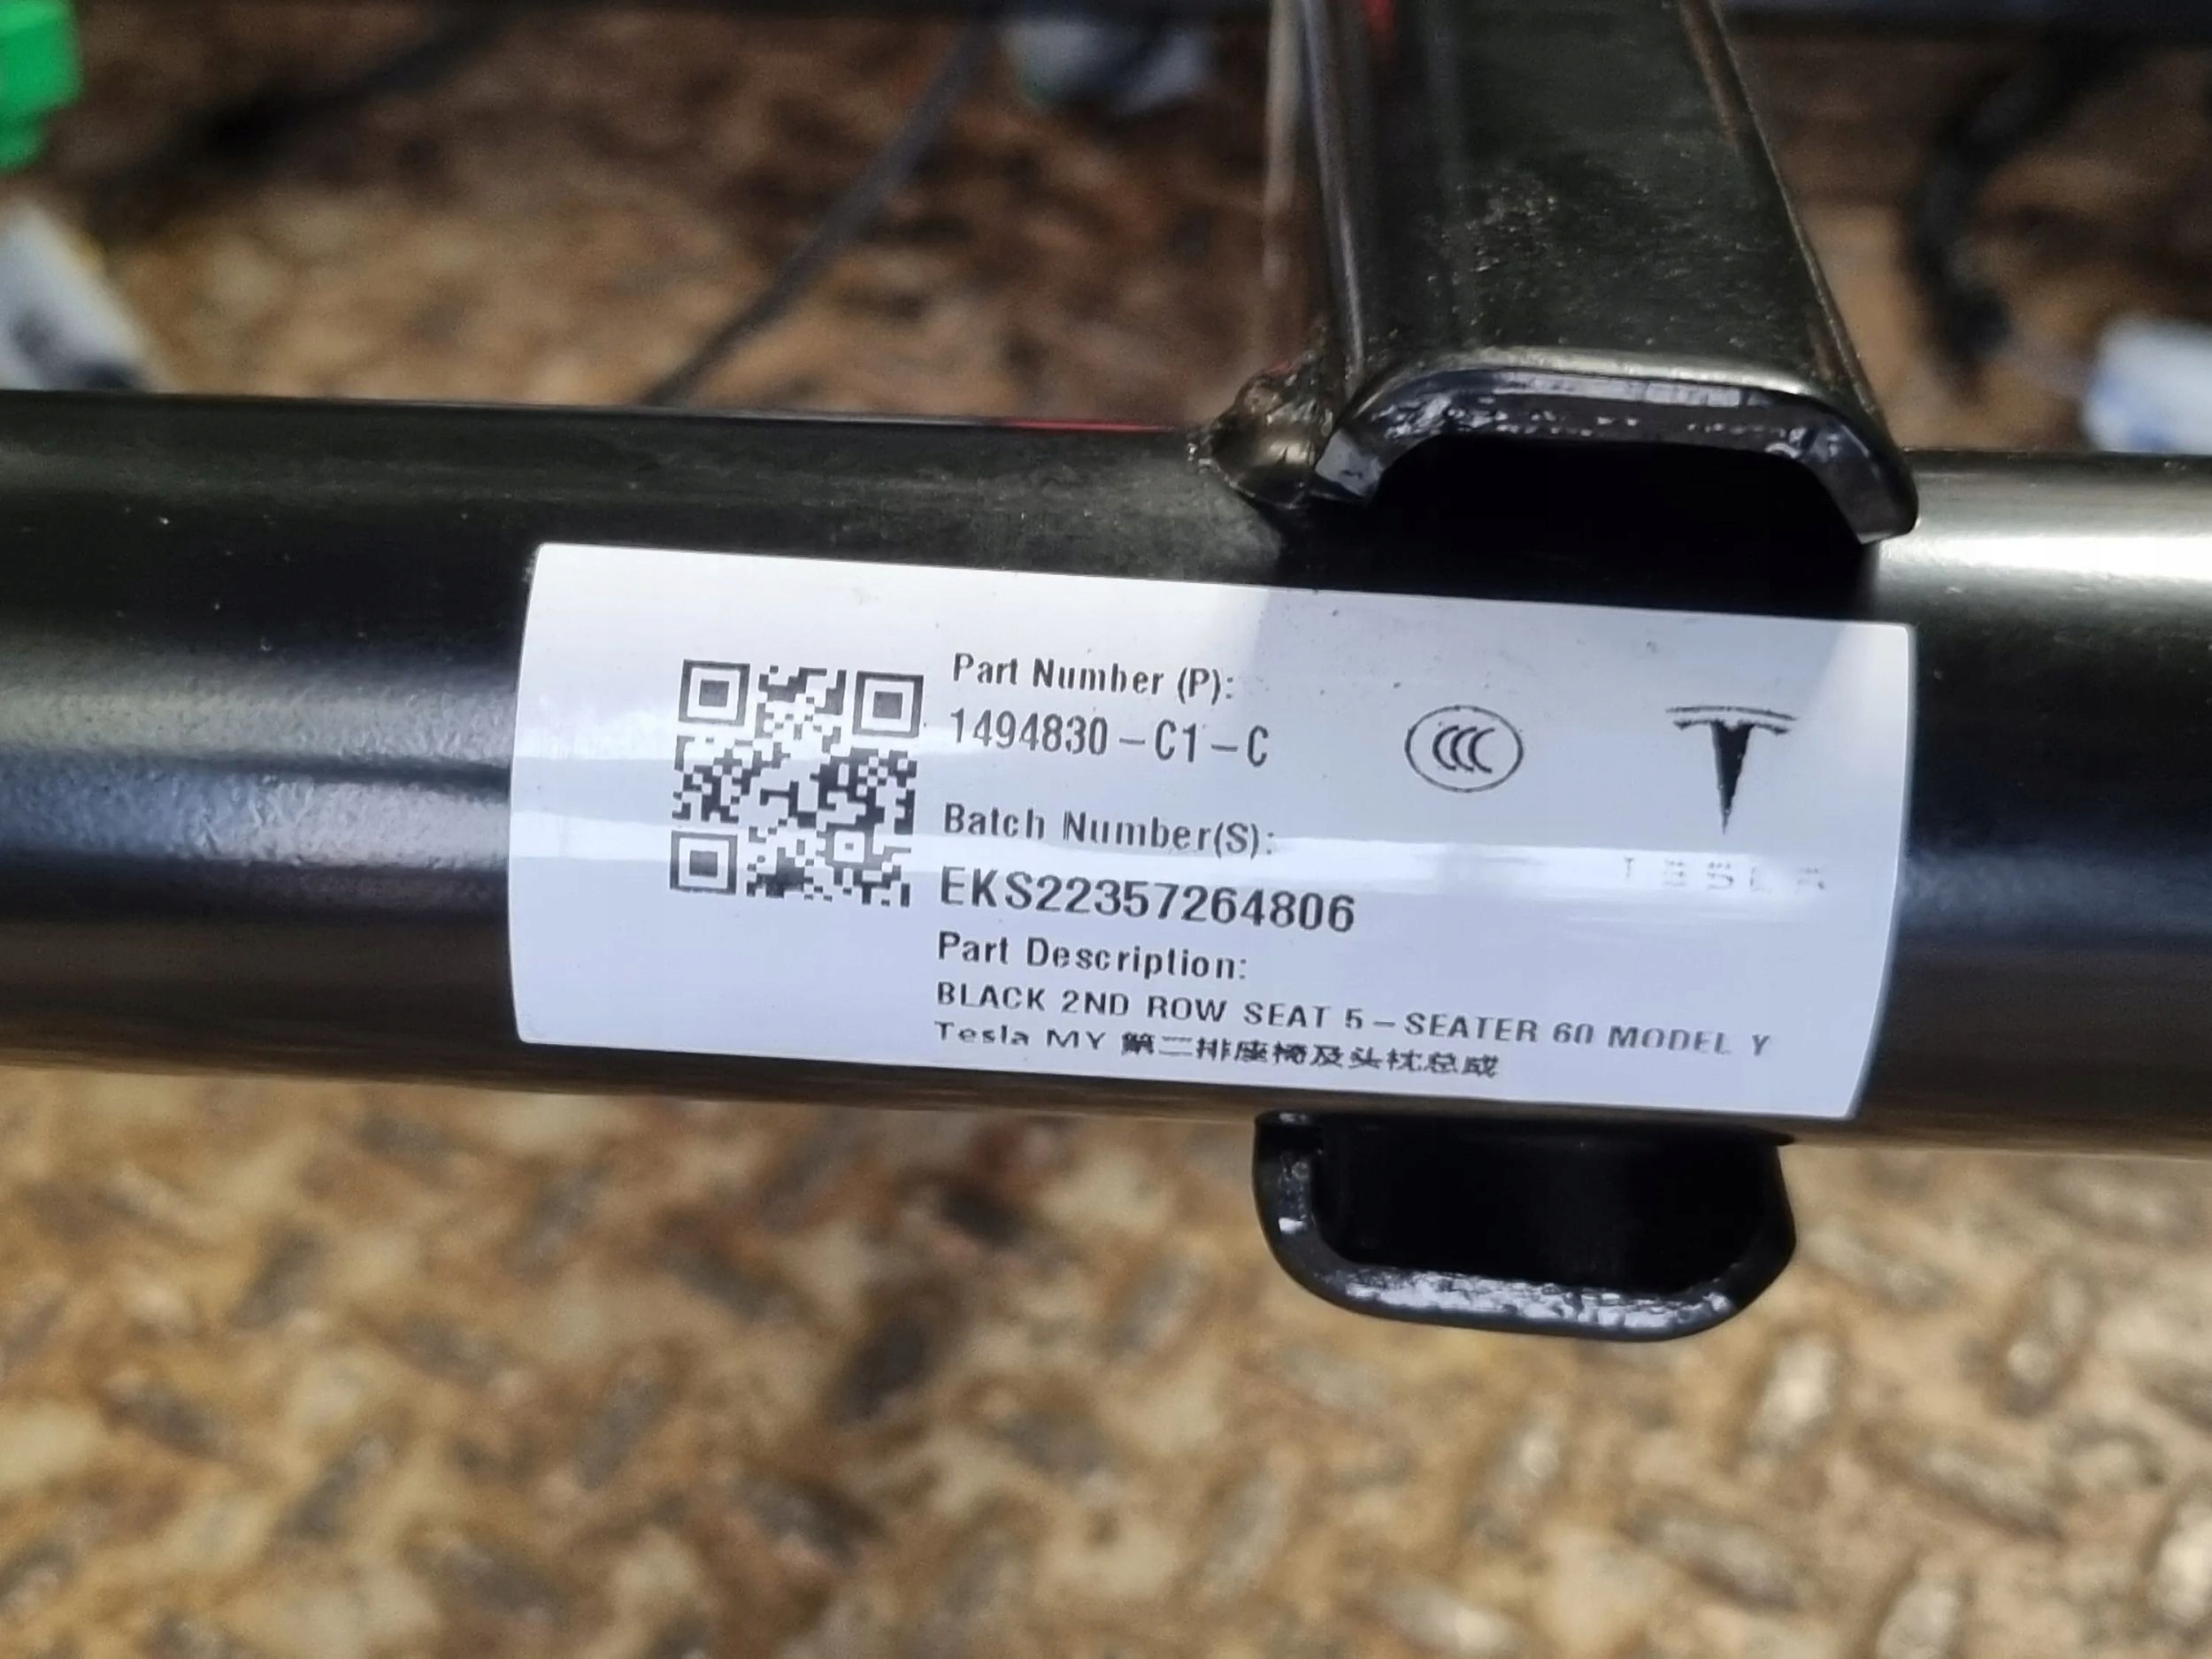 Part Number (P):
1494830-C1-C
CCC
Batch Number(S):
TESLA
EKS22357264806
Part Description:
BLACK 2ND ROW SEAT 5-SEATER 60 MODEL Y
Tesla MY 第二排座椅及头枕总成